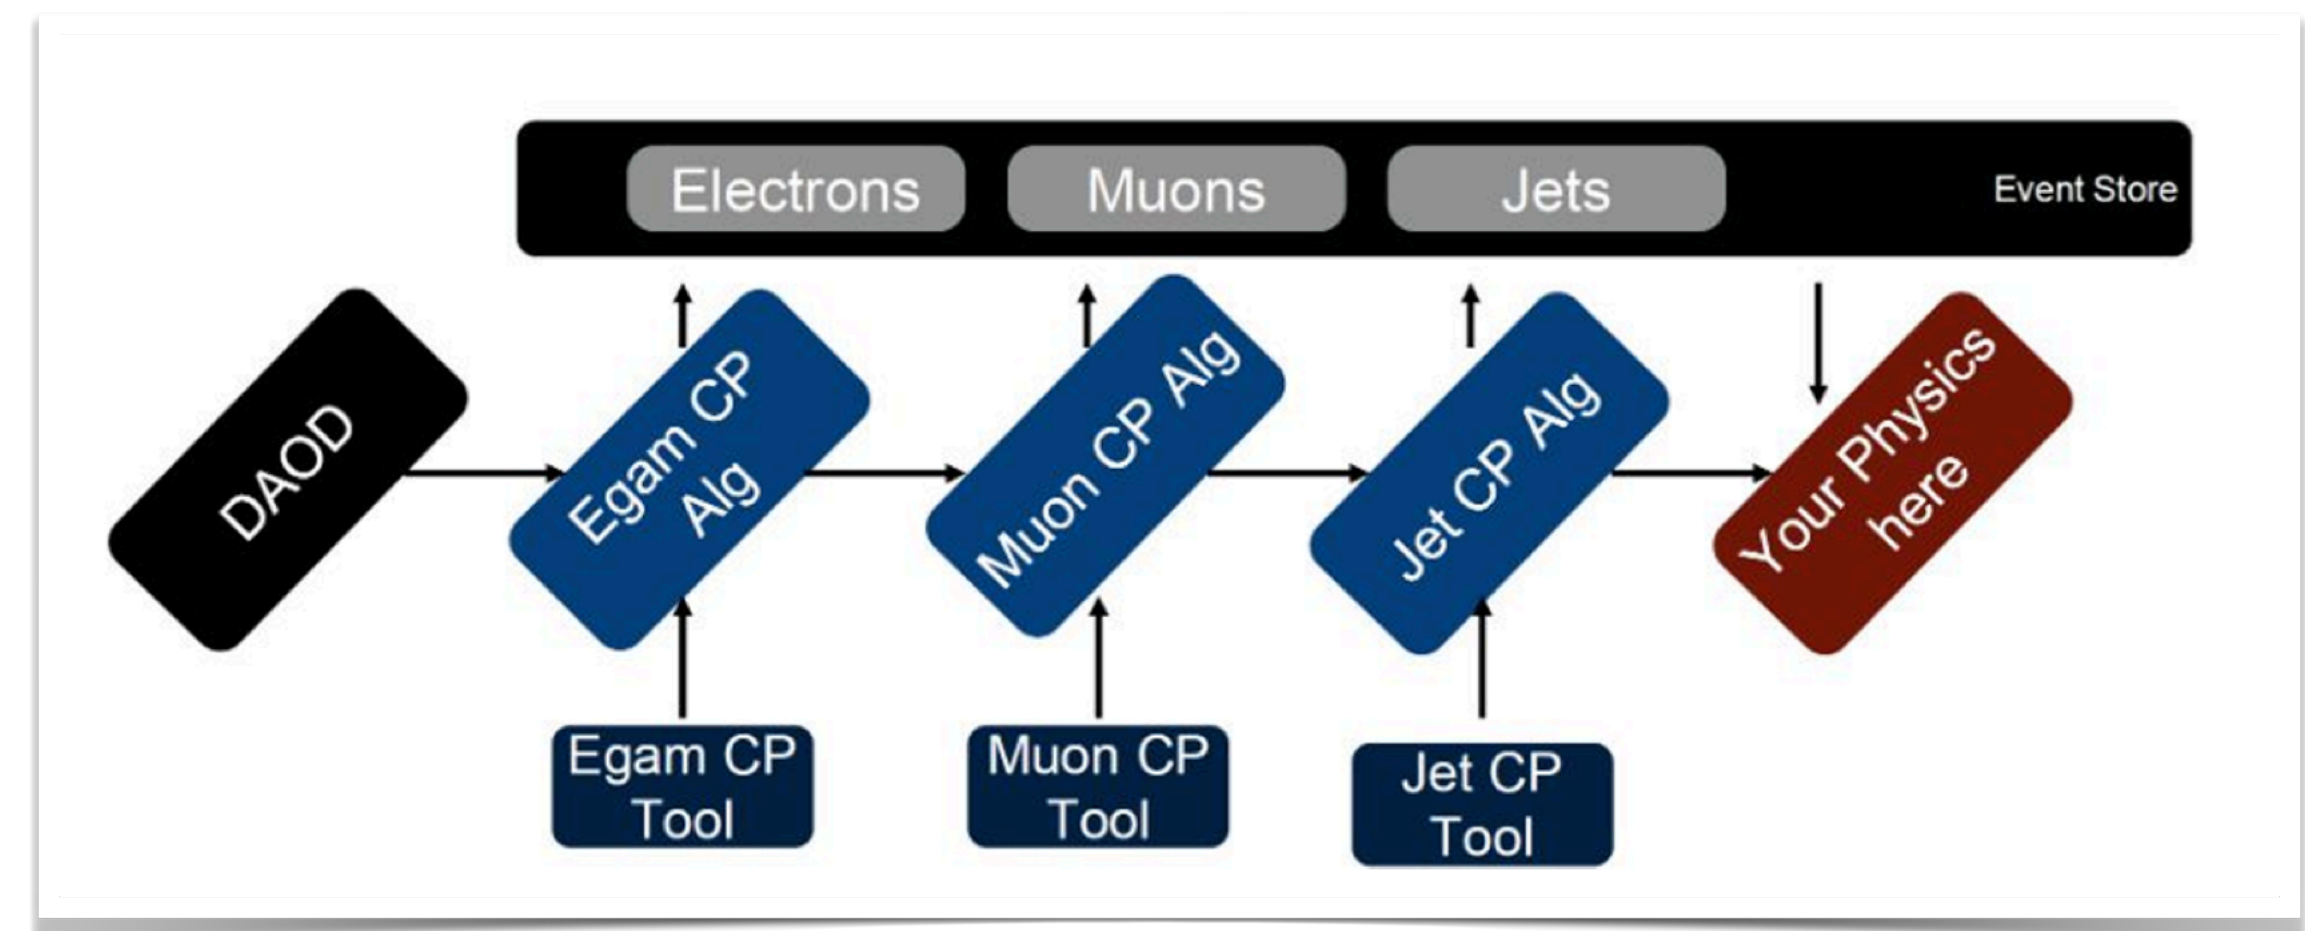 Electrons
Muons
Jets
Event Store
DAOD
Egam CP
Alg
Muon CP Alg
Jet CP Alg
Your Physics
here
Egam CP
Tool
Muon CP
Tool
Jet CP
Tool